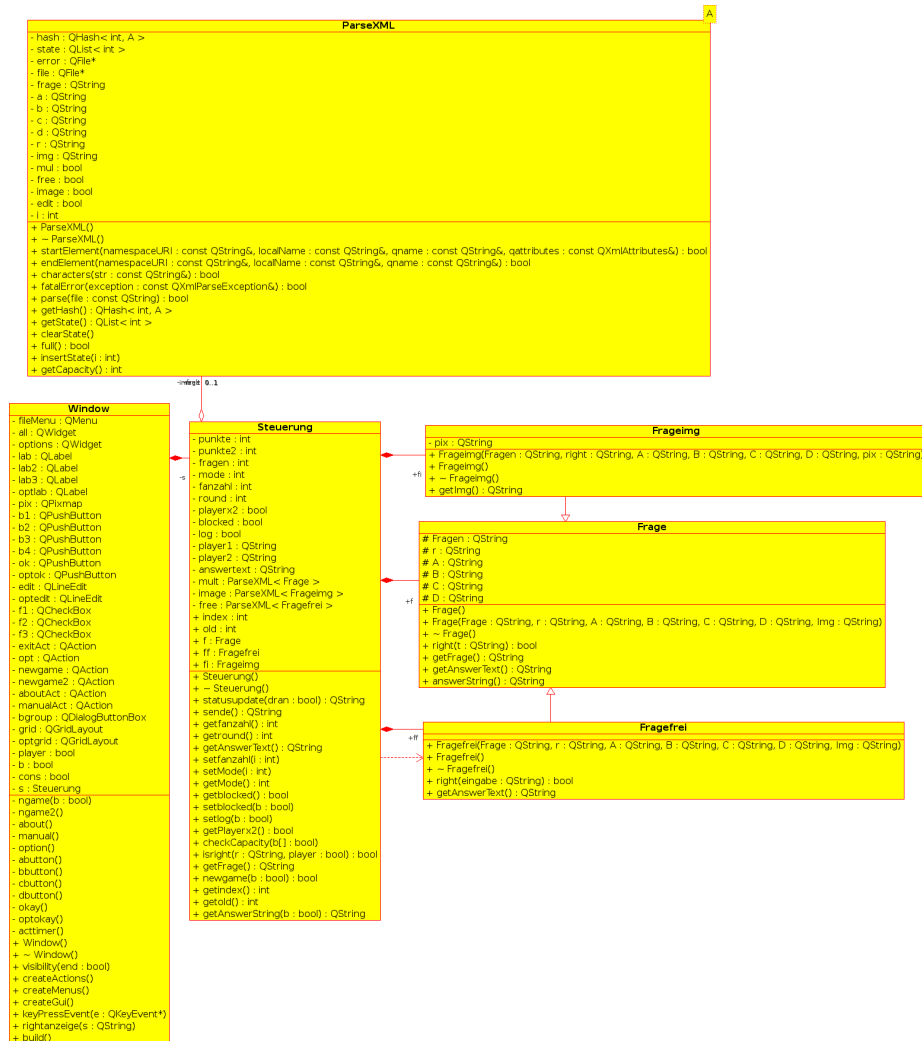 A
ParseXML
- hash : QHash< int, A >
- state : QList< int >
- error : QFile*
- file : QFile*
- frage : QString
- a : QString
- b : QString
- c : QString
- d : QString
- r : QString
- img : QString
- mul : bool
- free : bool
- image : bool
- edit : bool
- i : int
+ ParseXML()
+ ~ ParseXML()
+ startElement(namespaceURI : const QString&, localName : const QString&, qname : const QString&, qattributes : const QXmlAttributes&) : bool
+ endElement(namespaceURI : const QString&, localName : const QString&, qname : const QString&) : bool
+ characters(str : const QString&) : bool
+ fatalError(exception : const QXmlParseException&) : bool
+ parse(file : const QString) : bool
+ getHash() : QHash< int, A >
+ getState() : QList< int >
+ clearState()
+ full() : bool
+ insertState(i : int)
+ getCapacity() : int
0..1
Window
- fileMenu : QMenu
- all : QWidget
- options : QWidget
- lab : QLabel
- lab2 : QLabel
- lab3 : QLabel
- optlab : QLabel
- pix : QPixmap
- b1 : QPushButton
- b2 : QPushButton
- b3 : QPushButton
- b4 : QPushButton
- ok : QPushButton
- optok : QPushButton
- edit : QLineEdit
- optedit : QLineEdit
- f1 : QCheckBox
- f2 : QCheckBox
- f3 : QCheckBox
- exitAct : QAction
- opt : QAction
- newgame : QAction
- newgame2 : QAction
- aboutAct : QAction
- manualAct : QAction
- bgroup : QDialogButtonBox
- grid : QGridLayout
- optgrid : QGridLayout
- player : bool
- b : bool
- cons : bool
- s : Steuerung
- ngame(b : bool)
- ngame2()
- about()
- manual()
- option()
- abutton()
- bbutton()
- cbutton()
- dbutton()
- okay()
- optokay()
- acttimer()
+ Window()
+ ~ Window()
+ visibility(end : bool)
+ createActions()
+ createMenus()
+ createGui()
+ keyPressEvent(e : QKeyEvent*)
+ rightanzeige(s : QString)
+ build()
-s
Steuerung
- punkte : int
- punkte2 : int
- fragen : int
- mode : int
- fanzahl : int
- round : int
- playerx2 : bool
- blocked : bool
- log : bool
- player1 : QString
- player2 : QString
- answertext : QString
- mult : ParseXML< Frage >
- image : ParseXML< Frageimg >
- free : ParseXML< Fragefrei >
+ index : int
+ old : int
+ f : Frage
+ ff : Fragefrei
+ fi : Frageimg
+ Steuerung()
+ ~ Steuerung()
+ statusupdate(dran : bool) : QString
+ sende() : QString
+ getfanzahl() : int
+ getround() : int
+ getAnswerText() : QString
+ setfanzahl(i : int)
+ setMode(i : int)
+ getMode() : int
+ getblocked() : bool
+ setblocked(b : bool)
+ setlog(b : bool)
+ getPlayerx2() : bool
+ checkCapacity(b[] : bool)
+ isright(r : QString, player : bool) : bool
+ getFrage() : QString
+ newgame(b : bool) : bool
+ getindex() : int
+ getold() : int
+ getAnswerString(b : bool) : QString
+fi
+f
+ff
Frageimg
- pix : QString
+ Frageimg(Fragen : QString, right : QString, A : QString, B : QString, C : QString, D : QString, pix : QString)
+ Frageimg()
+ ~ Frageimg()
+ getImg() : QString
Frage
# Fragen : QString
# r : QString
# A : QString
# B : QString
# C : QString
# D : QString
+ Frage()
+ Frage(Frage : QString, r : QString, A : QString, B : QString, C : QString, D : QString, Img : QString)
+ ~ Frage()
+ right(t : QString) : bool
+ getFrage() : QString
+ getAnswerText() : QString
+ answerString() : QString
Fragefrei
+ Fragefrei(Frage : QString, r : QString, A : QString, B : QString, C : QString, D : QString, Img : QString)
+ Fragefrei()
+ ~ Fragefrei()
+ right(eingabe : QString) : bool
+ getAnswerText() : QString